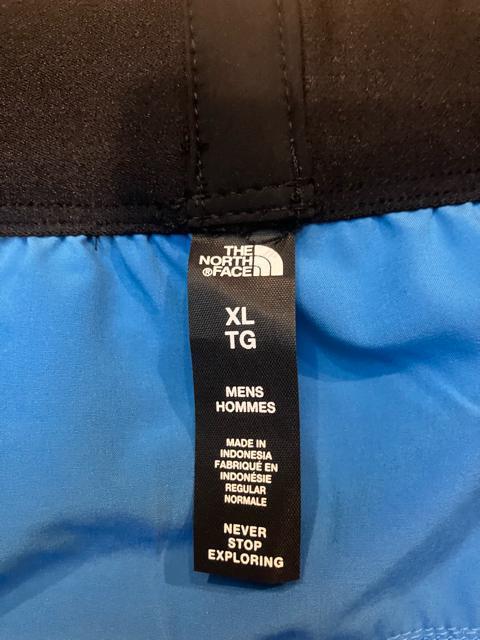 THE
NORTH
®FACE
XL
TG
MENS
HOMMES
MADE IN
INDONESIA
FABRIQUÉ EN
INDONÉSIE
REGULAR
NORMALE
NEVER
STOP
EXPLORING